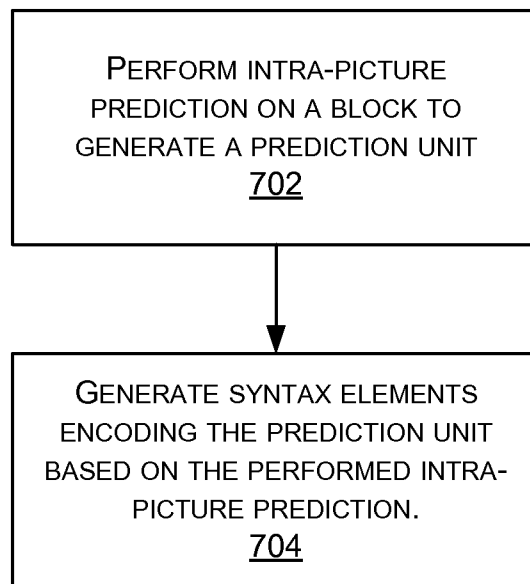 PERFORM INTRA-PICTURE
PREDICTION ON A BLOCK TO
GENERATE A PREDICTION UNIT
702
GENERATE SYNTAX ELEMENTS
ENCODING THE PREDICTION UNIT
BASED ON THE PERFORMED INTRA-
PICTURE PREDICTION.
704